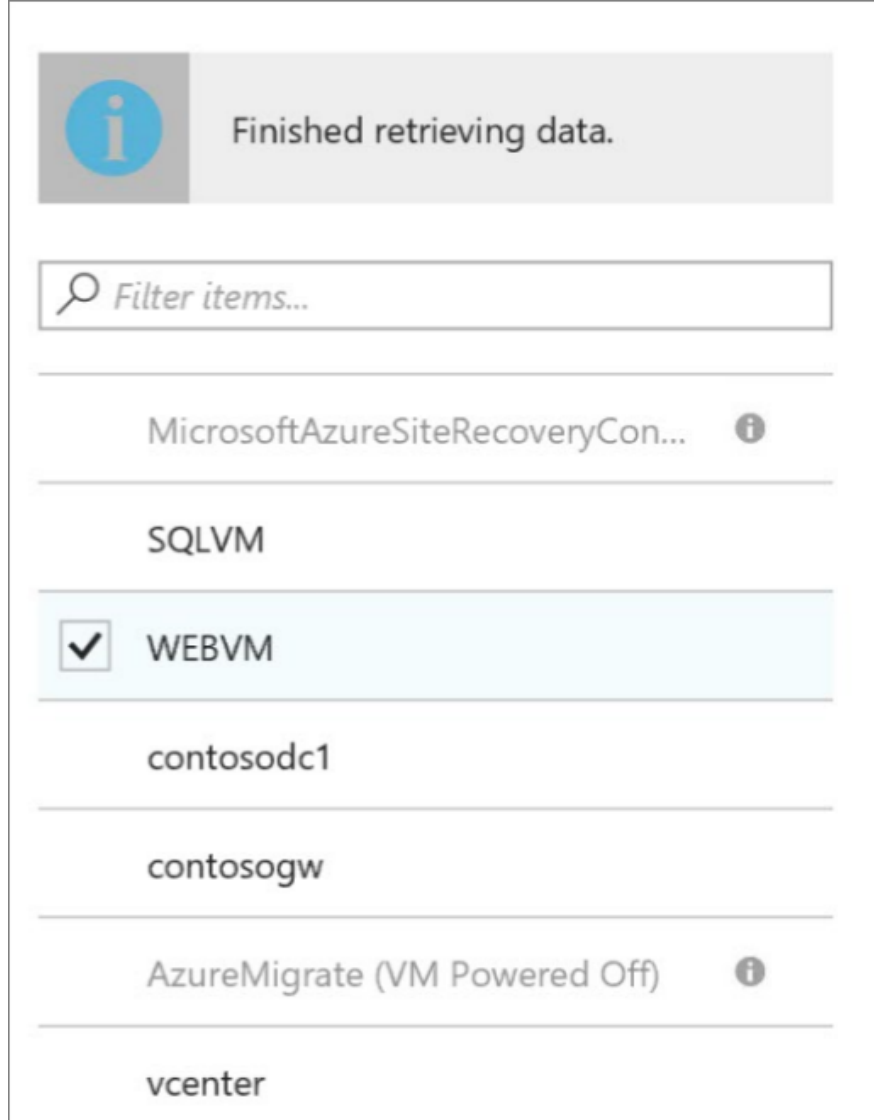 Finished retrieving data.
Filter items...
MicrosoftAzureSiteRecoveryCon...
SQLVM
WEBVM
contosodc1
contosogw
AzureMigrate (VM Powered Off)
vcenter